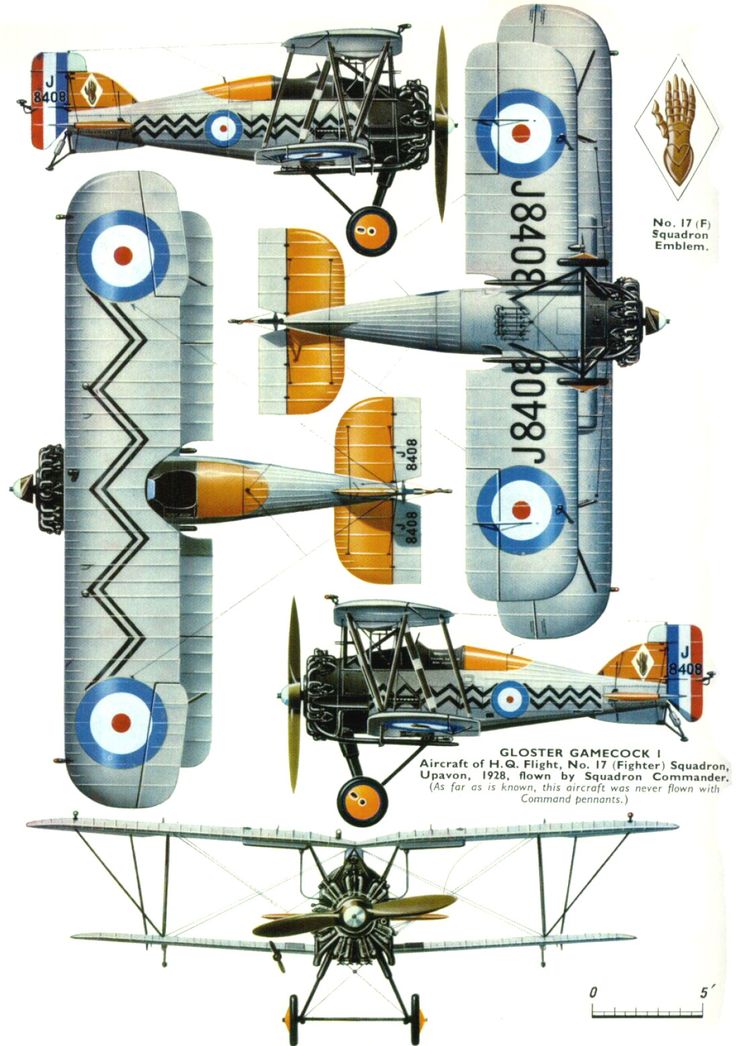 J
8408
No. 17 (F)
Squadron
Emblem.
J8408
J8408
J
8408
J
8408
J
8408
GLOSTER GAMECOCK I
Aircraft of H.Q. Flight, No. 17 (Fighter) Squadron,
Upavon, 1928, flown by Squadron Commander.
(As far as is known, this aircraft was never flown with
Command pennants.)
0 5'